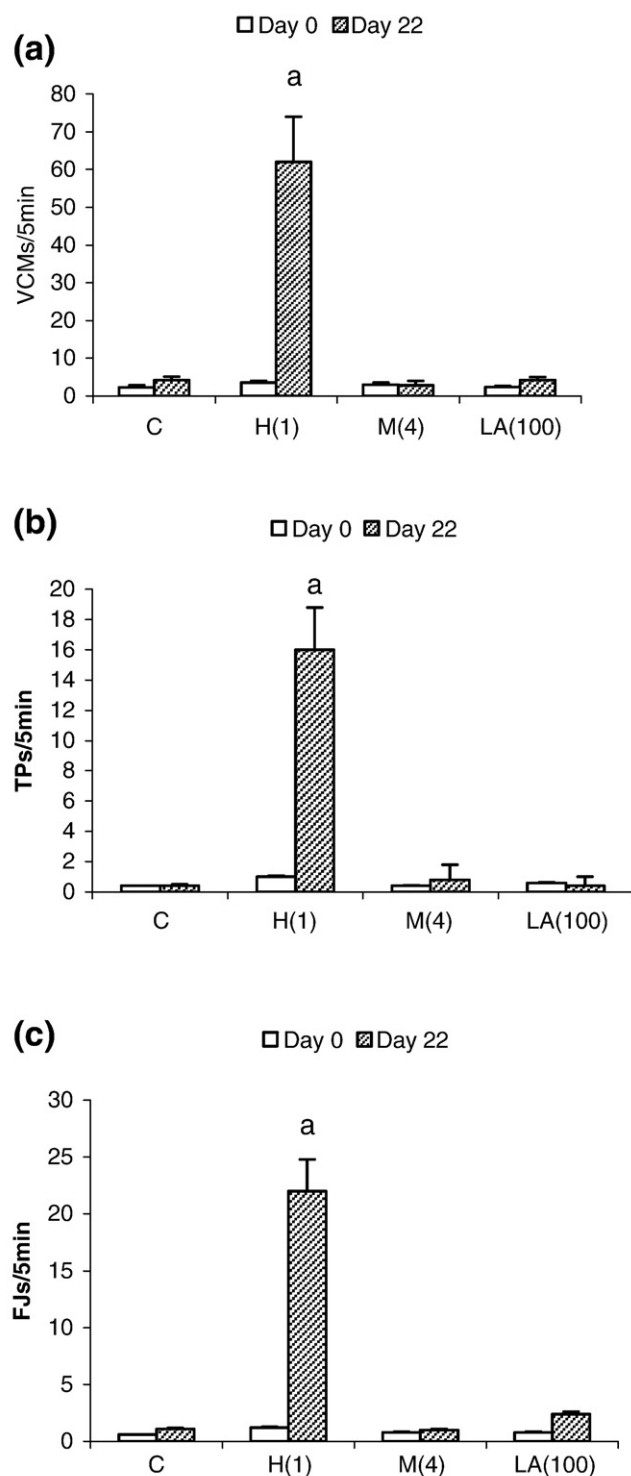 Day 0 Day 22
(a)
a
80
70
60
50
40
30
20
10
0
VCMs/5min
C H(1) M(4) LA(100)
(b)
Day 0 Day 22
a
20
18
16
14
12
10
8
6
4
2
0
TPs/5min
C H(1) M(4) LA(100)
(c)
Day 0 Day 22
a
30
25
20
15
10
5
0
FJs/5min
C H(1) M(4) LA(100)